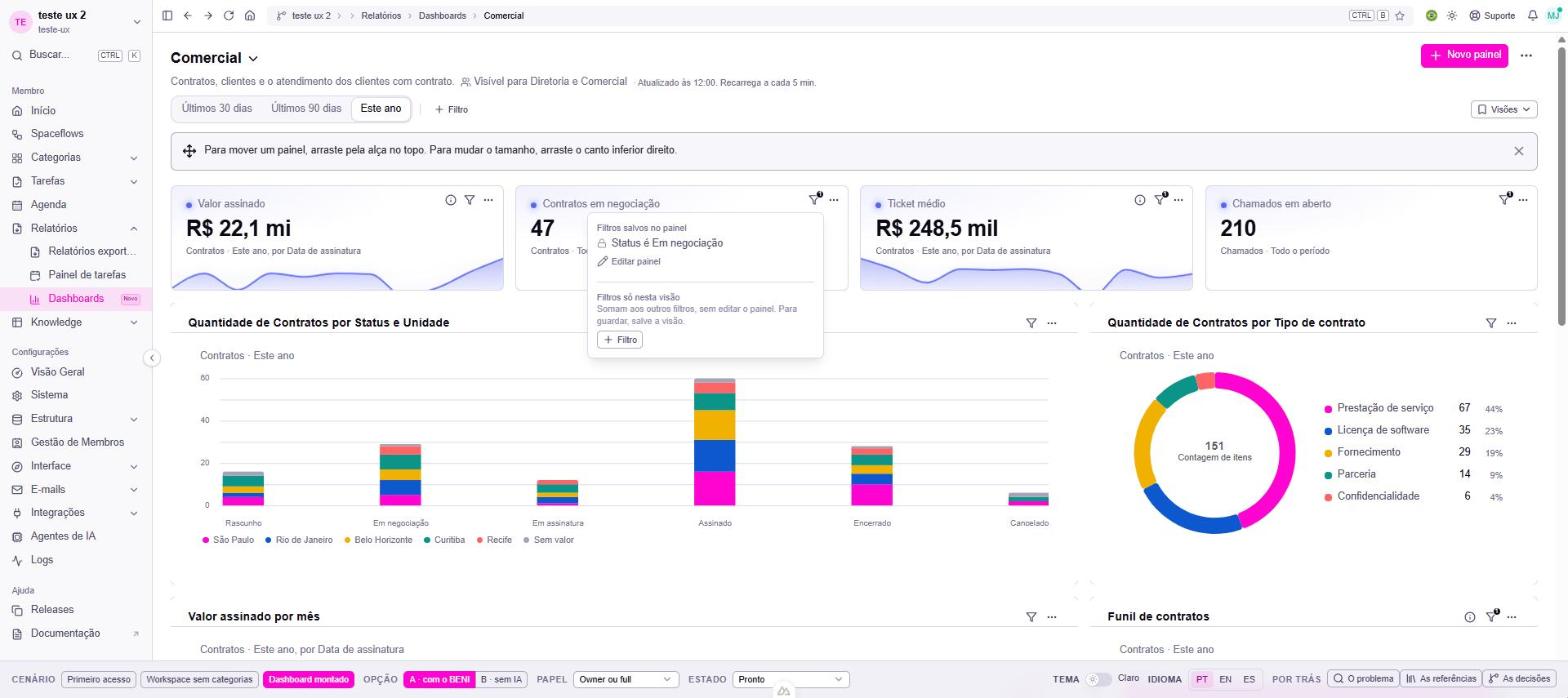 TE teste ux 2
teste-ux
Buscar... CTRL K
Membro
Início
Spaceflows
Categorias
Tarefas
Agenda
Relatórios
Relatórios export...
Painel de tarefas
Dashboards Novo
Knowledge
Configurações
Visão Geral
Sistema
Estrutura
Gestão de Membros
Interface
E-mails
Integrações
Agentes de IA
Logs
Ajuda
Releases
Documentação
teste ux 2 Relatórios Dashboards Comercial
CTRL B Suporte MJ
Comercial
Novo painel
Contratos, clientes e o atendimento dos clientes com contrato. Visível para Diretoria e Comercial · Atualizado às 12:00. Recarrega a cada 5 min.
Últimos 30 dias Últimos 90 dias Este ano Filtro Visões
Para mover um painel, arraste pela alça no topo. Para mudar o tamanho, arraste o canto inferior direito.
Valor assinado
R$ 22,1 mi
Contratos · Este ano, por Data de assinatura
Contratos em negociação 1
47
Contratos · To
Filtros salvos no painel
Status é Em negociação
Editar painel
Filtros só nesta visão
Somam aos outros filtros, sem editar o painel. Para
guardar, salve a visão.
Filtro
Ticket médio 1
R$ 248,5 mil
Contratos · Este ano, por Data de assinatura
Chamados em aberto 1
210
Chamados · Todo o período
Quantidade de Contratos por Status e Unidade
Contratos · Este ano
60
40
20
0
Rascunho Em negociação Em assinatura Assinado Encerrado Cancelado
São Paulo Rio de Janeiro Belo Horizonte Curitiba Recife Sem valor
Quantidade de Contratos por Tipo de contrato
Contratos · Este ano
151
Contagem de itens
Prestação de serviço 67 44%
Licença de software 35 23%
Fornecimento 29 19%
Parceria 14 9%
Confidencialidade 6 4%
Valor assinado por mês
Contratos · Este ano, por Data de assinatura
Funil de contratos 1
Contratos · Este ano
CENÁRIO Primeiro acesso Workspace sem categorias Dashboard montado OPÇÃO A · com o BENI B · sem IA PAPEL Owner ou full ESTADO Pronto TEMA Claro IDIOMA PT EN ES POR TRÁS O problema As referências As decisões